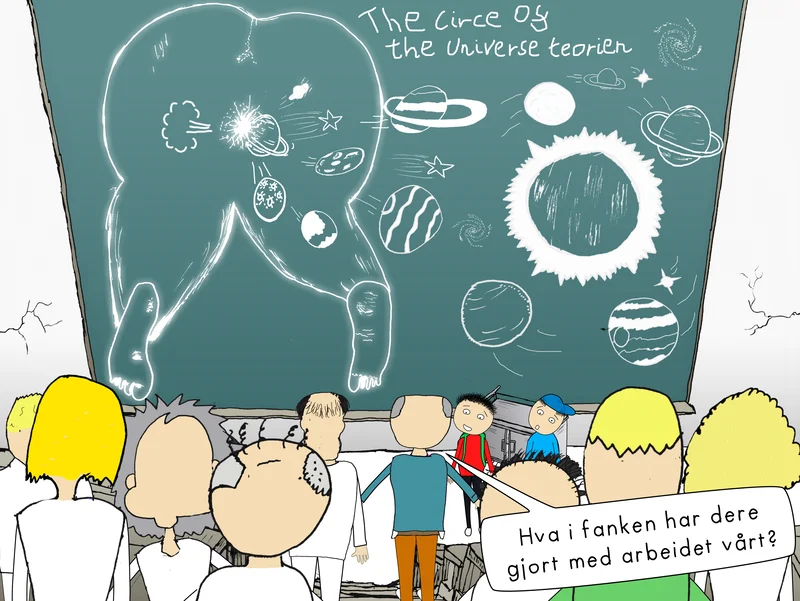 The Circe Of
the universe teorien
Hva i fanken har dere
gjort med arbeidet vårt?